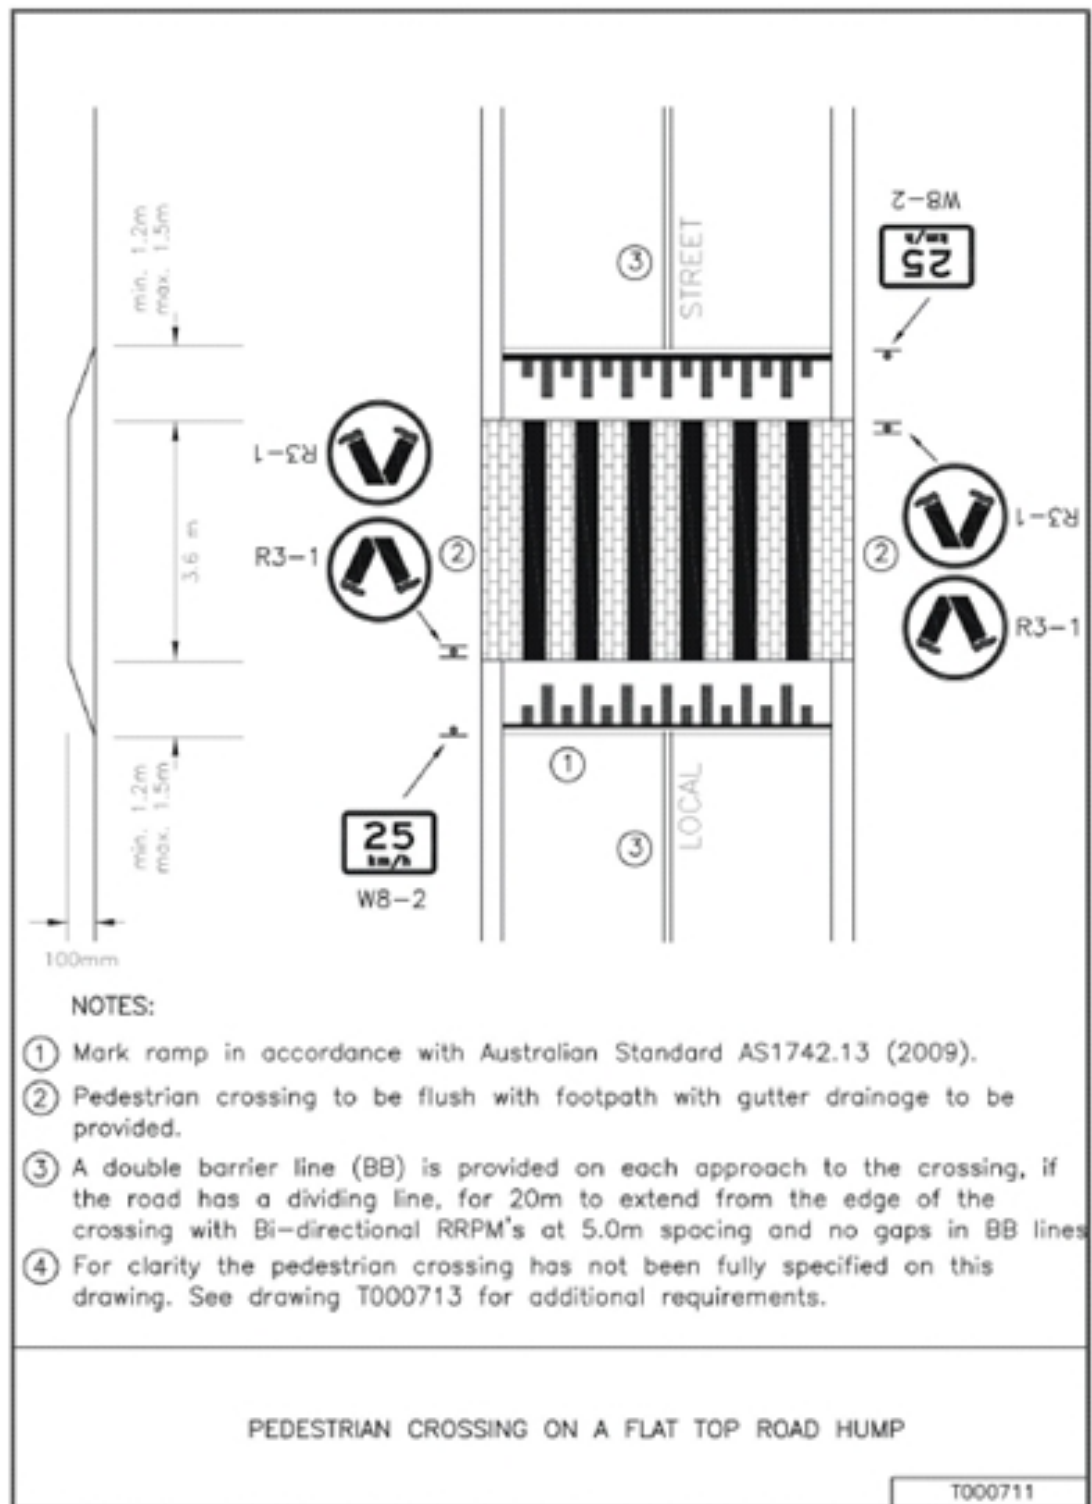 min. 1.2m
max. 1.5m
3.6 m
min. 1.2m
max. 1.5m
100mm
STREET
LOCAL
W8-2
25
km/h
R3-1
R3-1
R3-1
R3-1
25
km/h
W8-2
3
2
2
1
3
NOTES:
1 Mark ramp in accordance with Australian Standard AS1742.13 (2009).
2 Pedestrian crossing to be flush with footpath with gutter drainage to be
provided.
3 A double barrier line (BB) is provided on each approach to the crossing, if
the road has a dividing line, for 20m to extend from the edge of the
crossing with Bi-directional RRPM's at 5.0m spacing and no gaps in BB lines
4 For clarity the pedestrian crossing has not been fully specified on this
drawing. See drawing T000713 for additional requirements.
PEDESTRIAN CROSSING ON A FLAT TOP ROAD HUMP
T000711